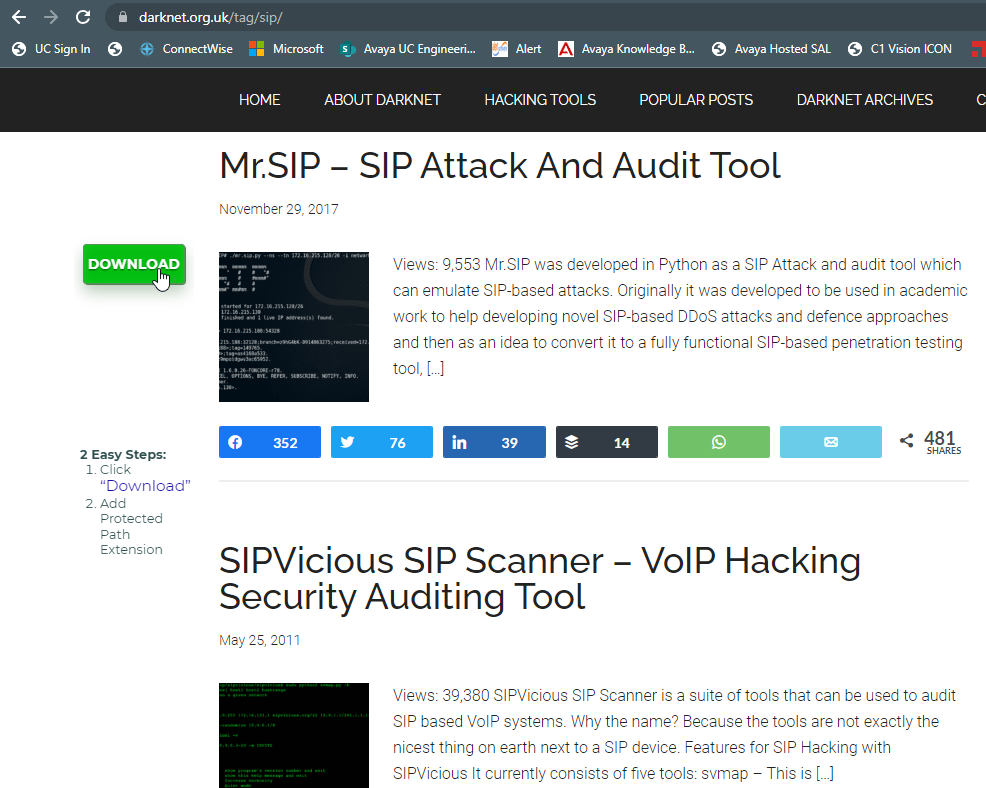 darknet.org.uk/tag/sip/
UC Sign In ConnectWise Microsoft Avaya UC Engineeri... Alert Avaya Knowledge B... Avaya Hosted SAL C1 Vision ICON
HOME ABOUT DARKNET HACKING TOOLS POPULAR POSTS DARKNET ARCHIVES C
Mr.SIP – SIP Attack And Audit Tool
November 29, 2017
DOWNLOAD
Views: 9,553 Mr.SIP was developed in Python as a SIP Attack and audit tool which
can emulate SIP-based attacks. Originally it was developed to be used in academic
work to help developing novel SIP-based DDoS attacks and defence approaches
and then as an idea to convert it to a fully functional SIP-based penetration testing
tool, […]
352 76 39 14 481
SHARES
2 Easy Steps:
1. Click
“Download”
2. Add
Protected
Path
Extension
SIPVicious SIP Scanner – VoIP Hacking
Security Auditing Tool
May 25, 2011
Views: 39,380 SIPVicious SIP Scanner is a suite of tools that can be used to audit
SIP based VoIP systems. Why the name? Because the tools are not exactly the
nicest thing on earth next to a SIP device. Features for SIP Hacking with
SIPVicious It currently consists of five tools: svmap – This is […]